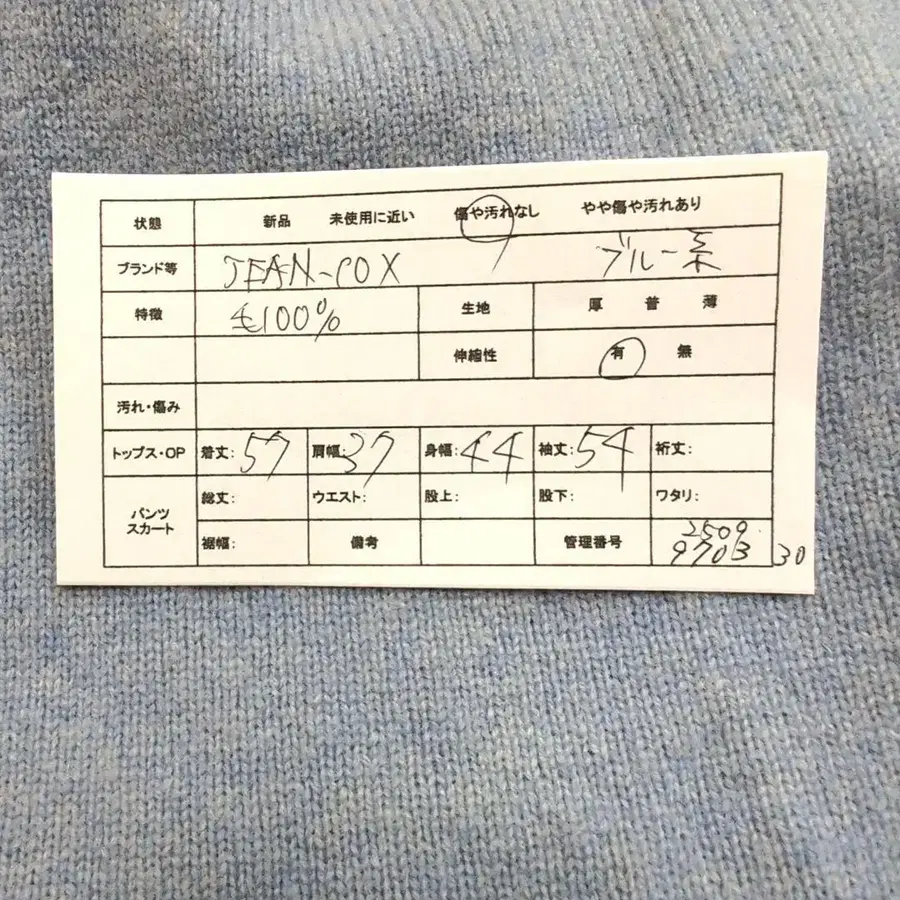 状態 新品 未使用に近い 傷や汚れなし やや傷や汚れあり
ブランド等 JEAN-COX ブルー系
特徴 毛100% 生地 厚 普 薄
伸縮性 有 無
汚れ・傷み
トップス・OP 着丈:57 肩幅:37 身幅:44 袖丈:54 裄丈:
パンツ スカート 総丈: ウエスト: 股上: 股下: ワタリ:
裾幅: 備考 管理番号 2509
9703 30